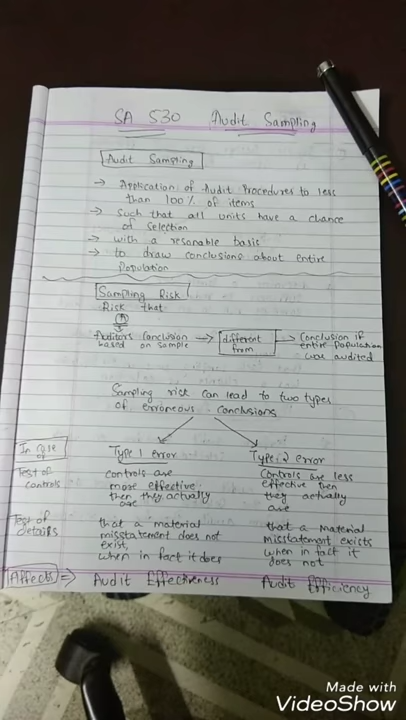 SA 530 Audit Sampling
Audit Sampling
→ Application of Audit Procedures to less
than 100% of items
→ Such that all units have a chance
of selection
→ with a resonable basis
→ to draw conclusions about entire
Population
Sampling Risk
Risk that
Auditors conclusion → different → Conclusion if
based on sample from entire population
was audited
Sampling risk can lead to two types
of erroneous conclusions
In case
of
Type 1 error Type: 2 error
Test of controls are Controls are less
controls more effective effective then
then they actually they actually
are are
Test of that a material that a Material
details misstatement does not Misstatement exists
exist, when in fact it
when in fact it does does not
Affects ⇒ Audit Effectiveness Audit Efficiency
Made with
VideoShow